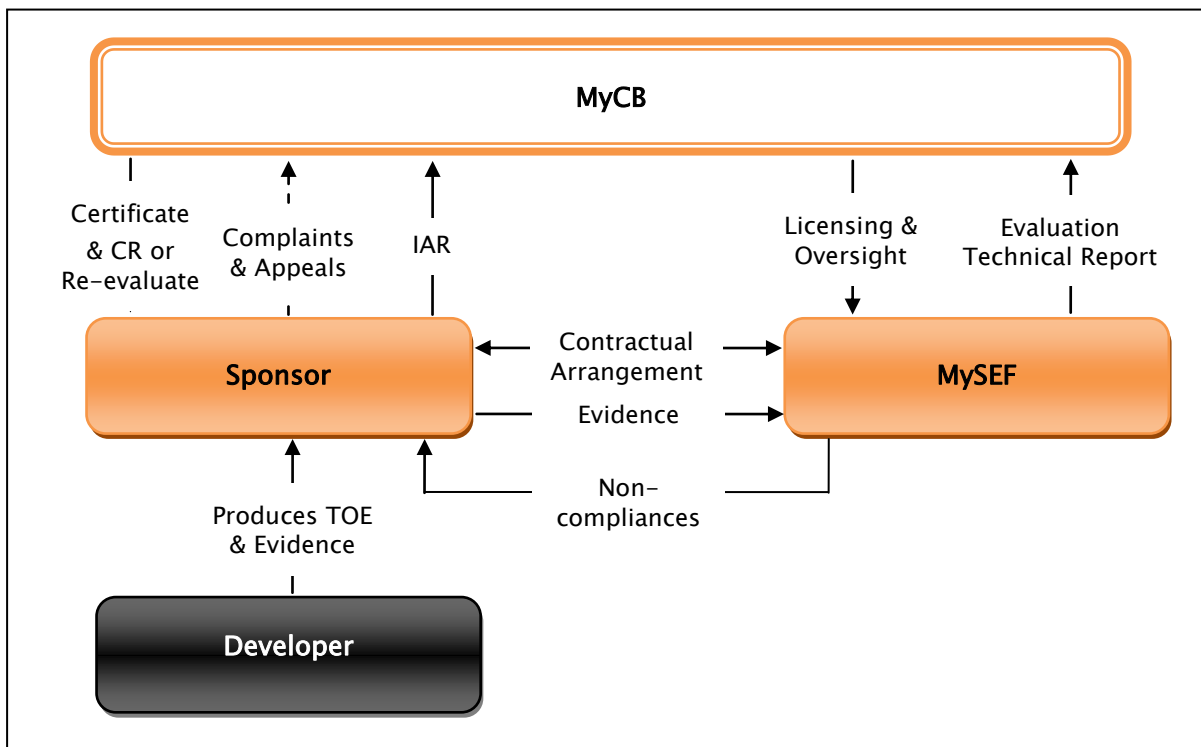 MyCB
Certificate
& CR or
Re-evaluate
Complaints
& Appeals
IAR
Licensing &
Oversight
Evaluation
Technical Report
Sponsor
Contractual
Arrangement
MySEF
Evidence
Non-
compliances
Produces TOE
& Evidence
Developer